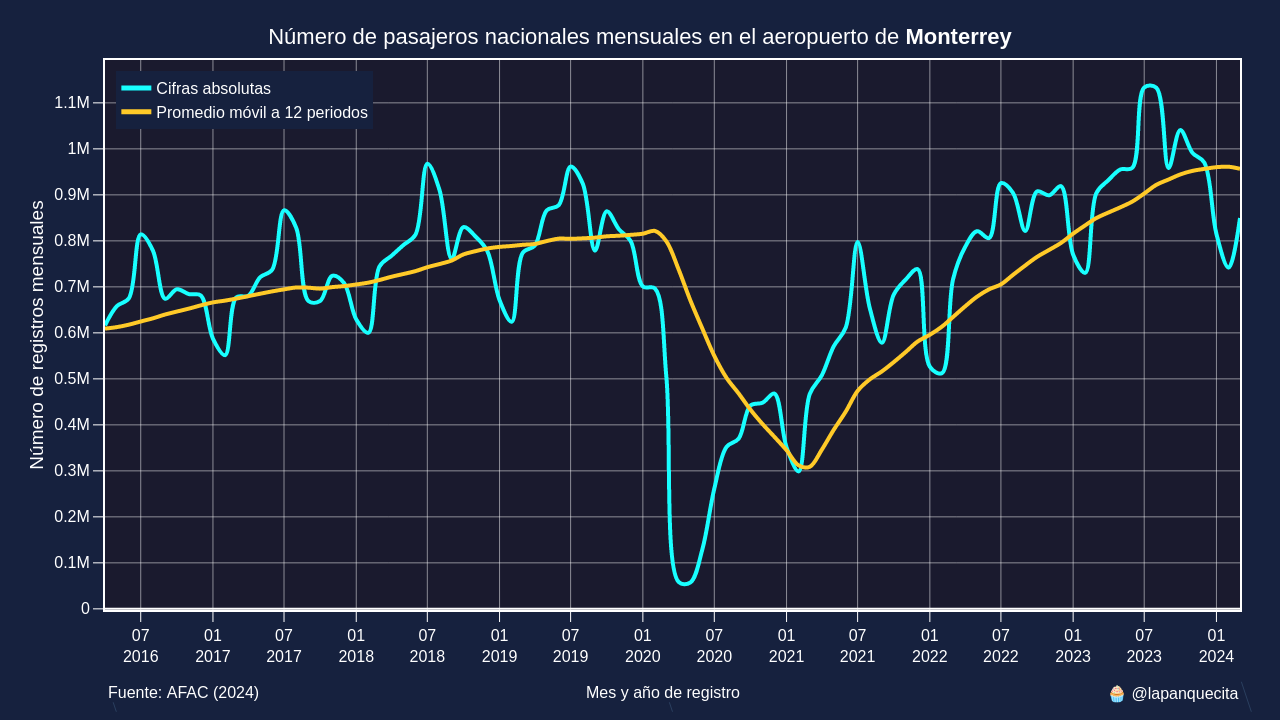 Número de pasajeros nacionales mensuales en el aeropuerto de Monterrey
Cifras absolutas
Promedio móvil a 12 periodos
Número de registros mensuales
1.1M
1M
0.9M
0.8M
0.7M
0.6M
0.5M
0.4M
0.3M
0.2M
0.1M
0
07 01 07 01 07 01 07 01 07 01 07 01 07 01 07 01
2016 2017 2017 2018 2018 2019 2019 2020 2020 2021 2021 2022 2022 2023 2023 2024
Fuente: AFAC (2024) Mes y año de registro 🧁 @lapanquecita